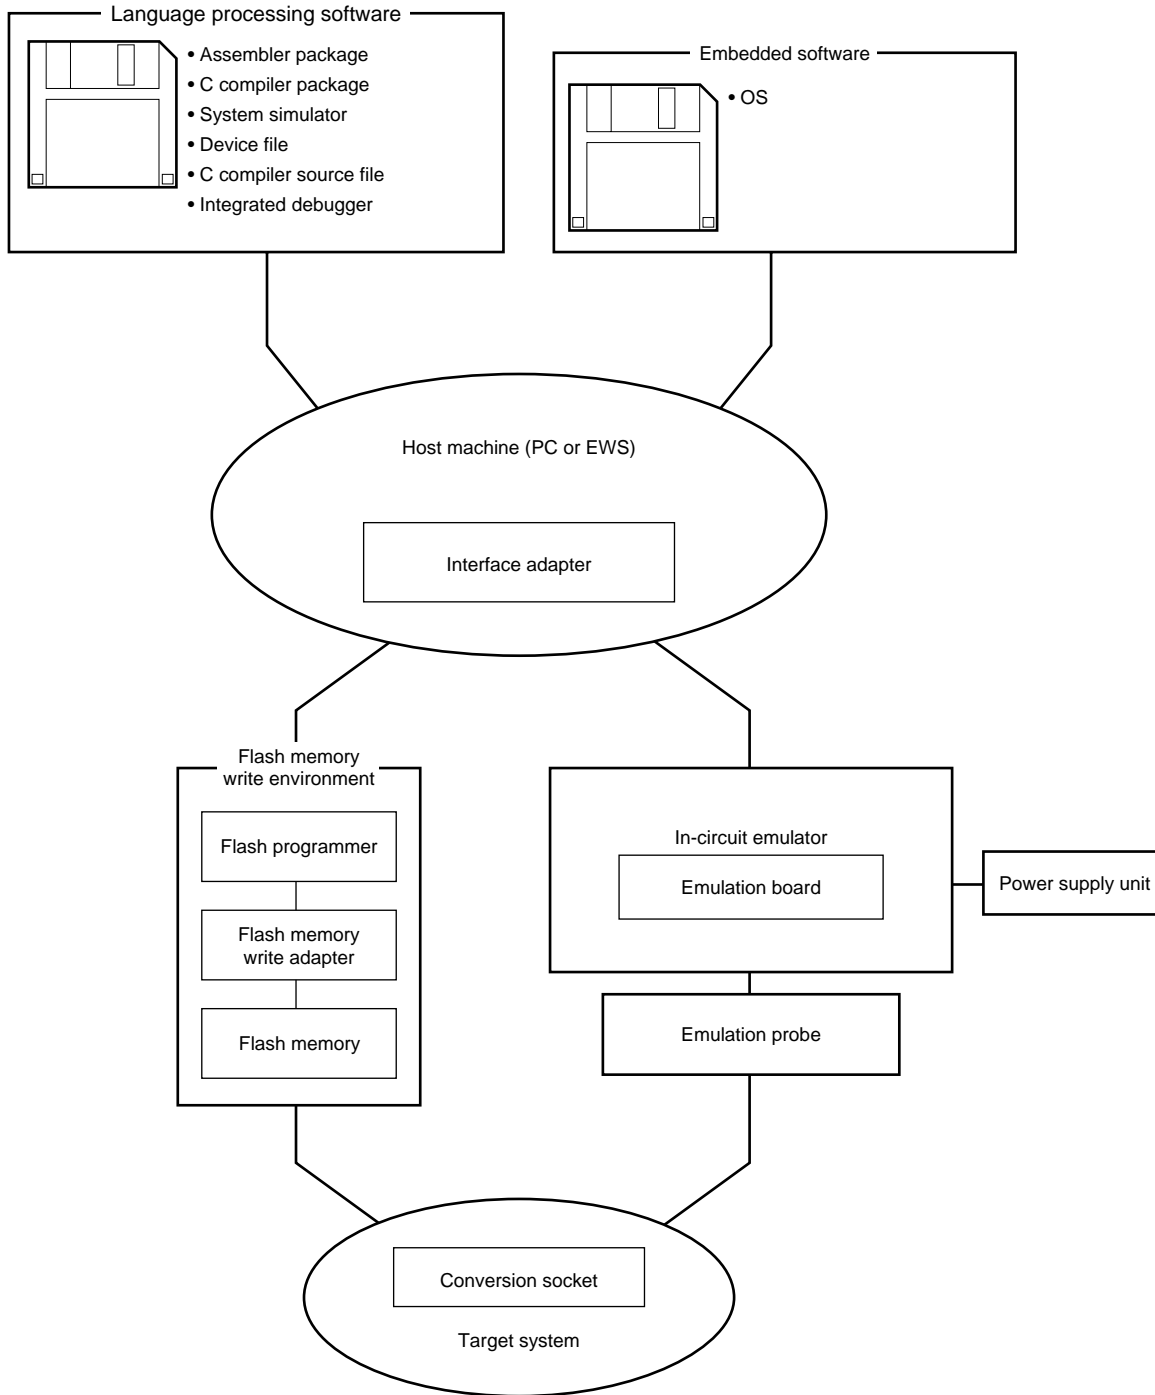 Language processing software
• Assembler package
• C compiler package
• System simulator
• Device file
• C compiler source file
• Integrated debugger
Embedded software
• OS
Host machine (PC or EWS)
Interface adapter
Flash memory
write environment
Flash programmer
Flash memory
write adapter
Flash memory
In-circuit emulator
Emulation board
Power supply unit
Emulation probe
Conversion socket
Target system